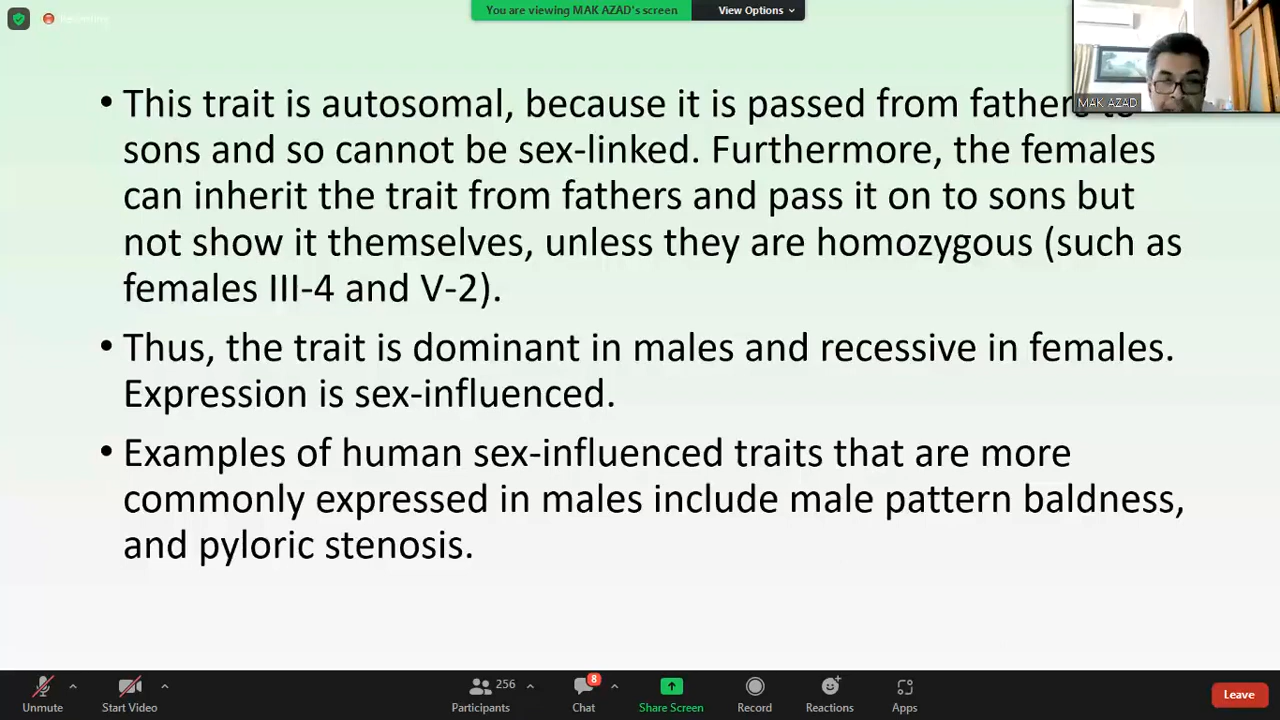 Recording
You are viewing MAK AZAD's screen
View Options
MAK AZAD
• This trait is autosomal, because it is passed from fathers to
sons and so cannot be sex-linked. Furthermore, the females
can inherit the trait from fathers and pass it on to sons but
not show it themselves, unless they are homozygous (such as
females III-4 and V-2).
• Thus, the trait is dominant in males and recessive in females.
Expression is sex-influenced.
• Examples of human sex-influenced traits that are more
commonly expressed in males include male pattern baldness,
and pyloric stenosis.
Unmute
Start Video
256
Participants
8
Chat
Share Screen
Record
Reactions
Apps
Leave